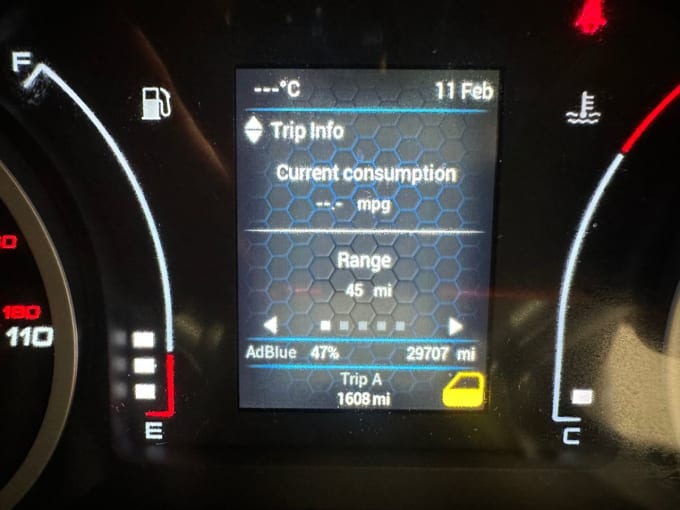 F
---°C 11 Feb
Trip Info
Current consumption
--.- mpg
Range
45 mi
180
110
AdBlue 47% 29707 mi
Trip A
1608 mi
E
C